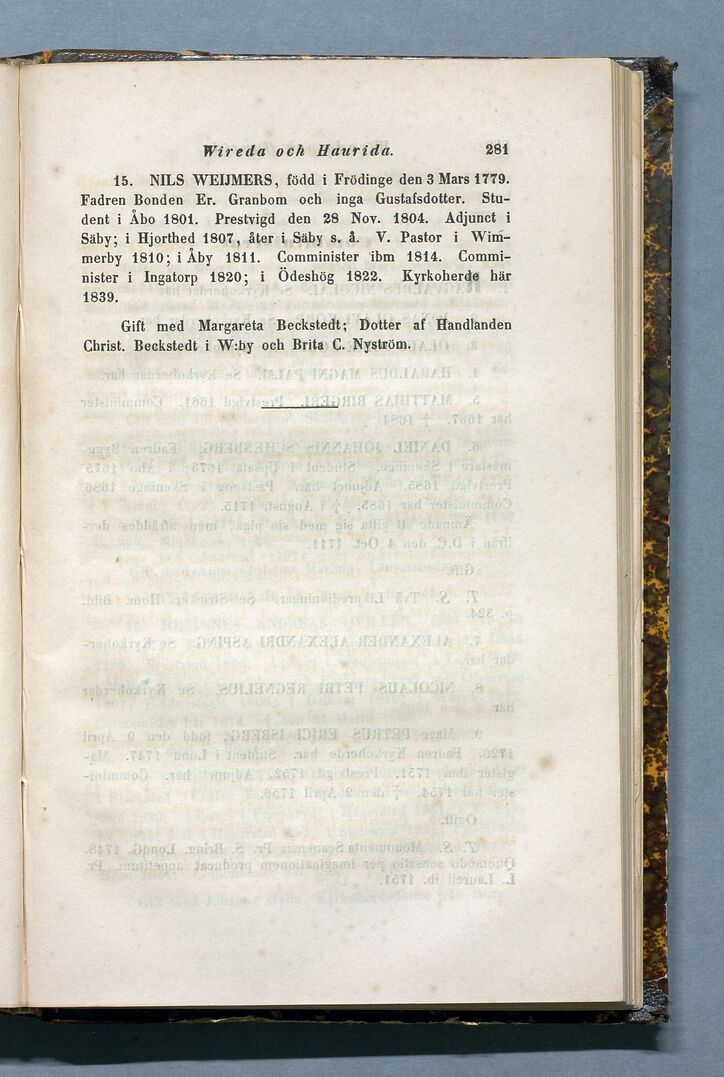 Wireda och Haurida. 281
15. NILS WEIJMERS, född i Frödinge den 3 Mars 1779.
Fadren Bonden Er. Granbom och inga Gustafsdotter. Stu-
dent i Åbo 1801. Prestvigd den 28 Nov. 1804. Adjunct i
Säby; i Hjorthed 1807, åter i Säby s. å. V. Pastor i Wim-
merby 1810; i Åby 1811. Comminister ibm 1814. Commi-
nister i Ingatorp 1820; i Ödeshög 1822. Kyrkoherde här
1839.
Gift med Margareta Beckstedt; Dotter af Handlanden
Christ. Beckstedt i W:by och Brita C. Nyström.